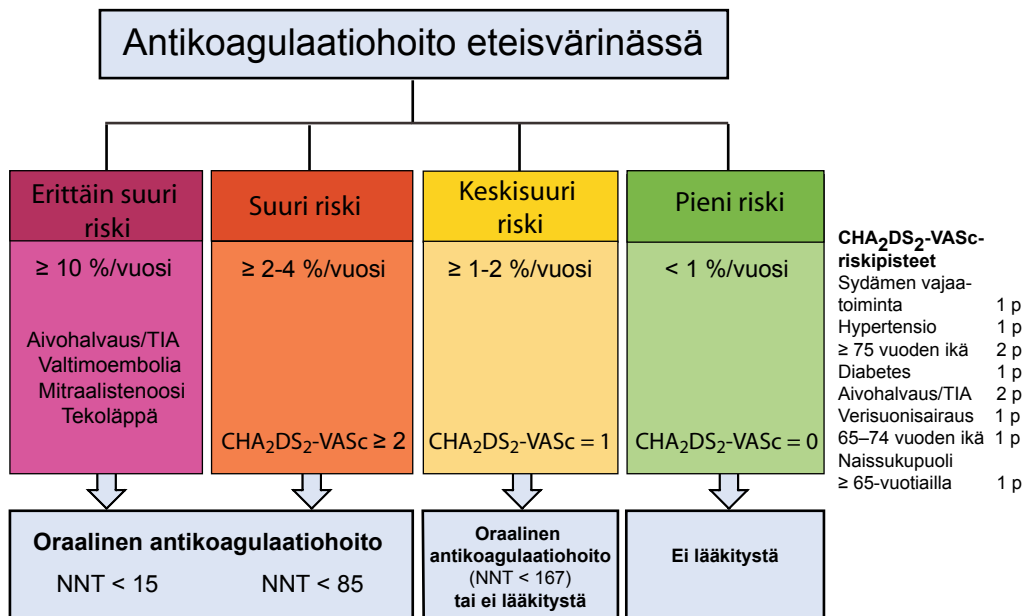 Antikoagulaatiohoito eteisvärinässä
Erittäin suuri
riski
≥ 10 %/vuosi
Aivohalvaus/TIA
Valtimoembolia
Mitraalistenoosi
Tekoläppä
Suuri riski
≥ 2-4 %/vuosi
CHA₂DS₂-VASc ≥ 2
Keskisuuri
riski
≥ 1-2 %/vuosi
CHA₂DS₂-VASc = 1
Pieni riski
< 1 %/vuosi
CHA₂DS₂-VASc = 0
Oraalinen antikoagulaatiohoito
NNT < 15 NNT < 85
Oraalinen
antikoagulaatiohoito
(NNT < 167)
tai ei lääkitystä
Ei lääkitystä
CHA₂DS₂-VASc-
riskipisteet
Sydämen vajaa-
toiminta 1 p
Hypertensio 1 p
≥ 75 vuoden ikä 2 p
Diabetes 1 p
Aivohalvaus/TIA 2 p
Verisuonisairaus 1 p
65–74 vuoden ikä 1 p
Naissukupuoli
≥ 65-vuotiailla 1 p